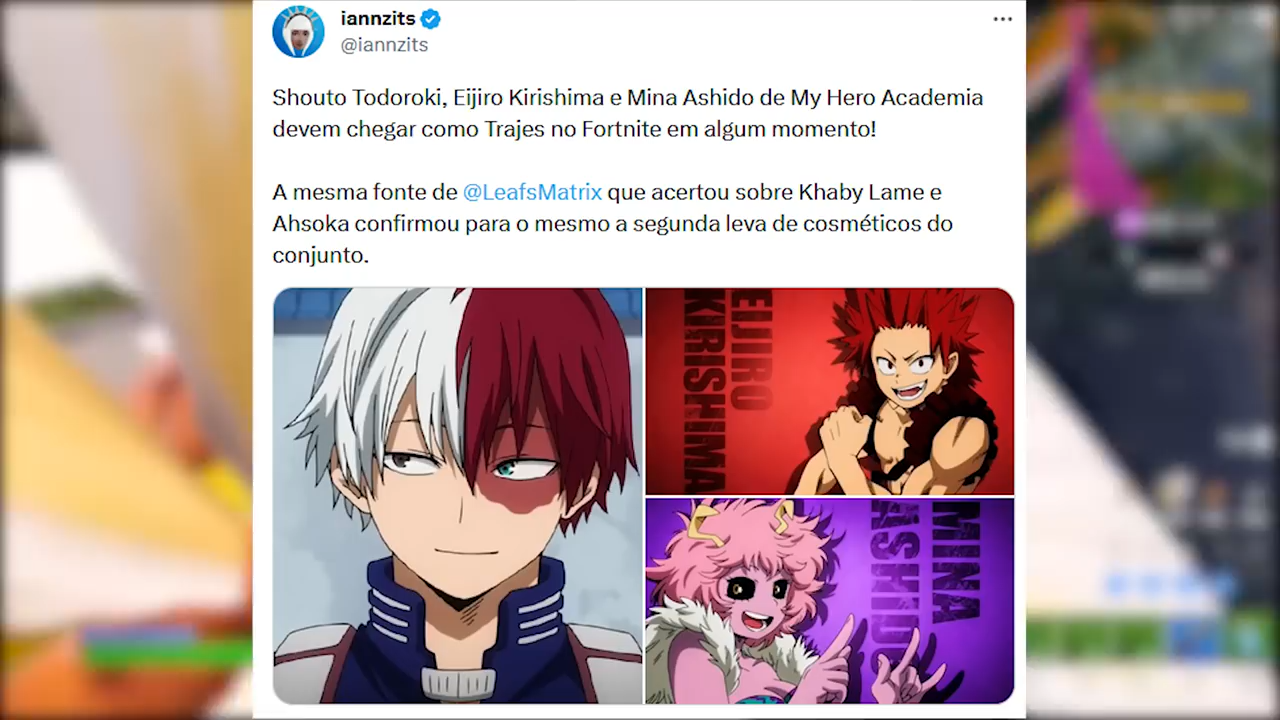 iannzits
@iannzits
Shouto Todoroki, Eijiro Kirishima e Mina Ashido de My Hero Academia
devem chegar como Trajes no Fortnite em algum momento!
A mesma fonte de @LeafsMatrix que acertou sobre Khaby Lame e
Ahsoka confirmou para o mesmo a segunda leva de cosméticos do
conjunto.
EIJIRO
KIRISHIMA
MINA
ASHIDO